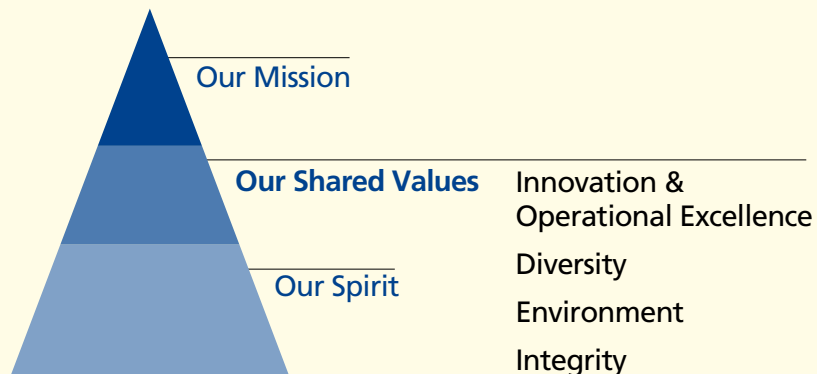 Our Mission
Our Shared Values
Innovation &
Operational Excellence
Diversity
Our Spirit
Environment
Integrity